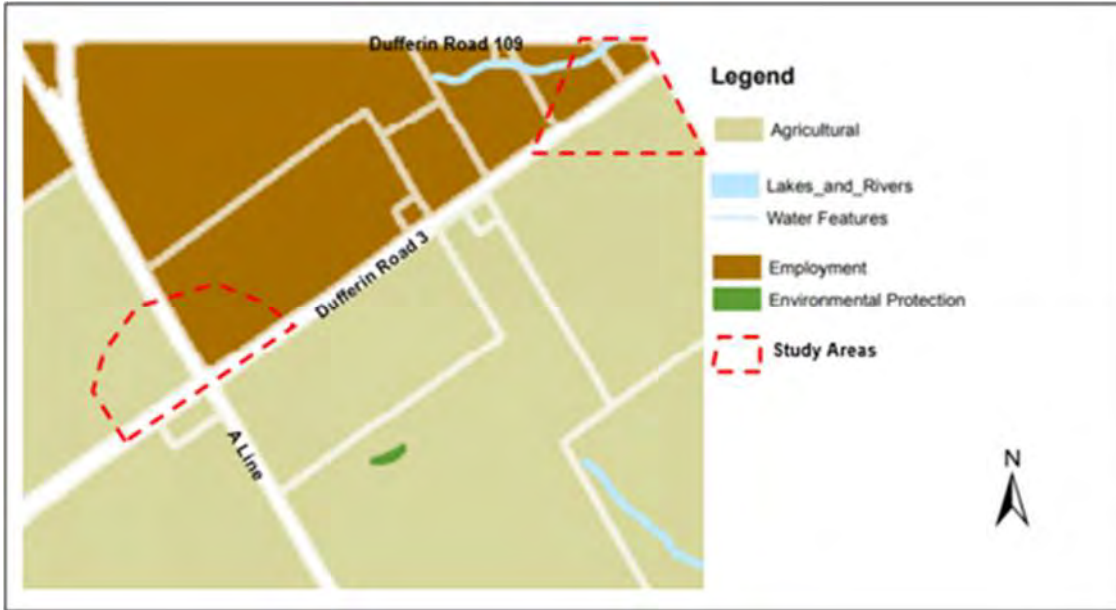 Dufferin Road 109
Legend
Agricultural
Lakes_and_Rivers
Water Features
Dufferin Road 3
Employment
Environmental Protection
Study Areas
A Line
N